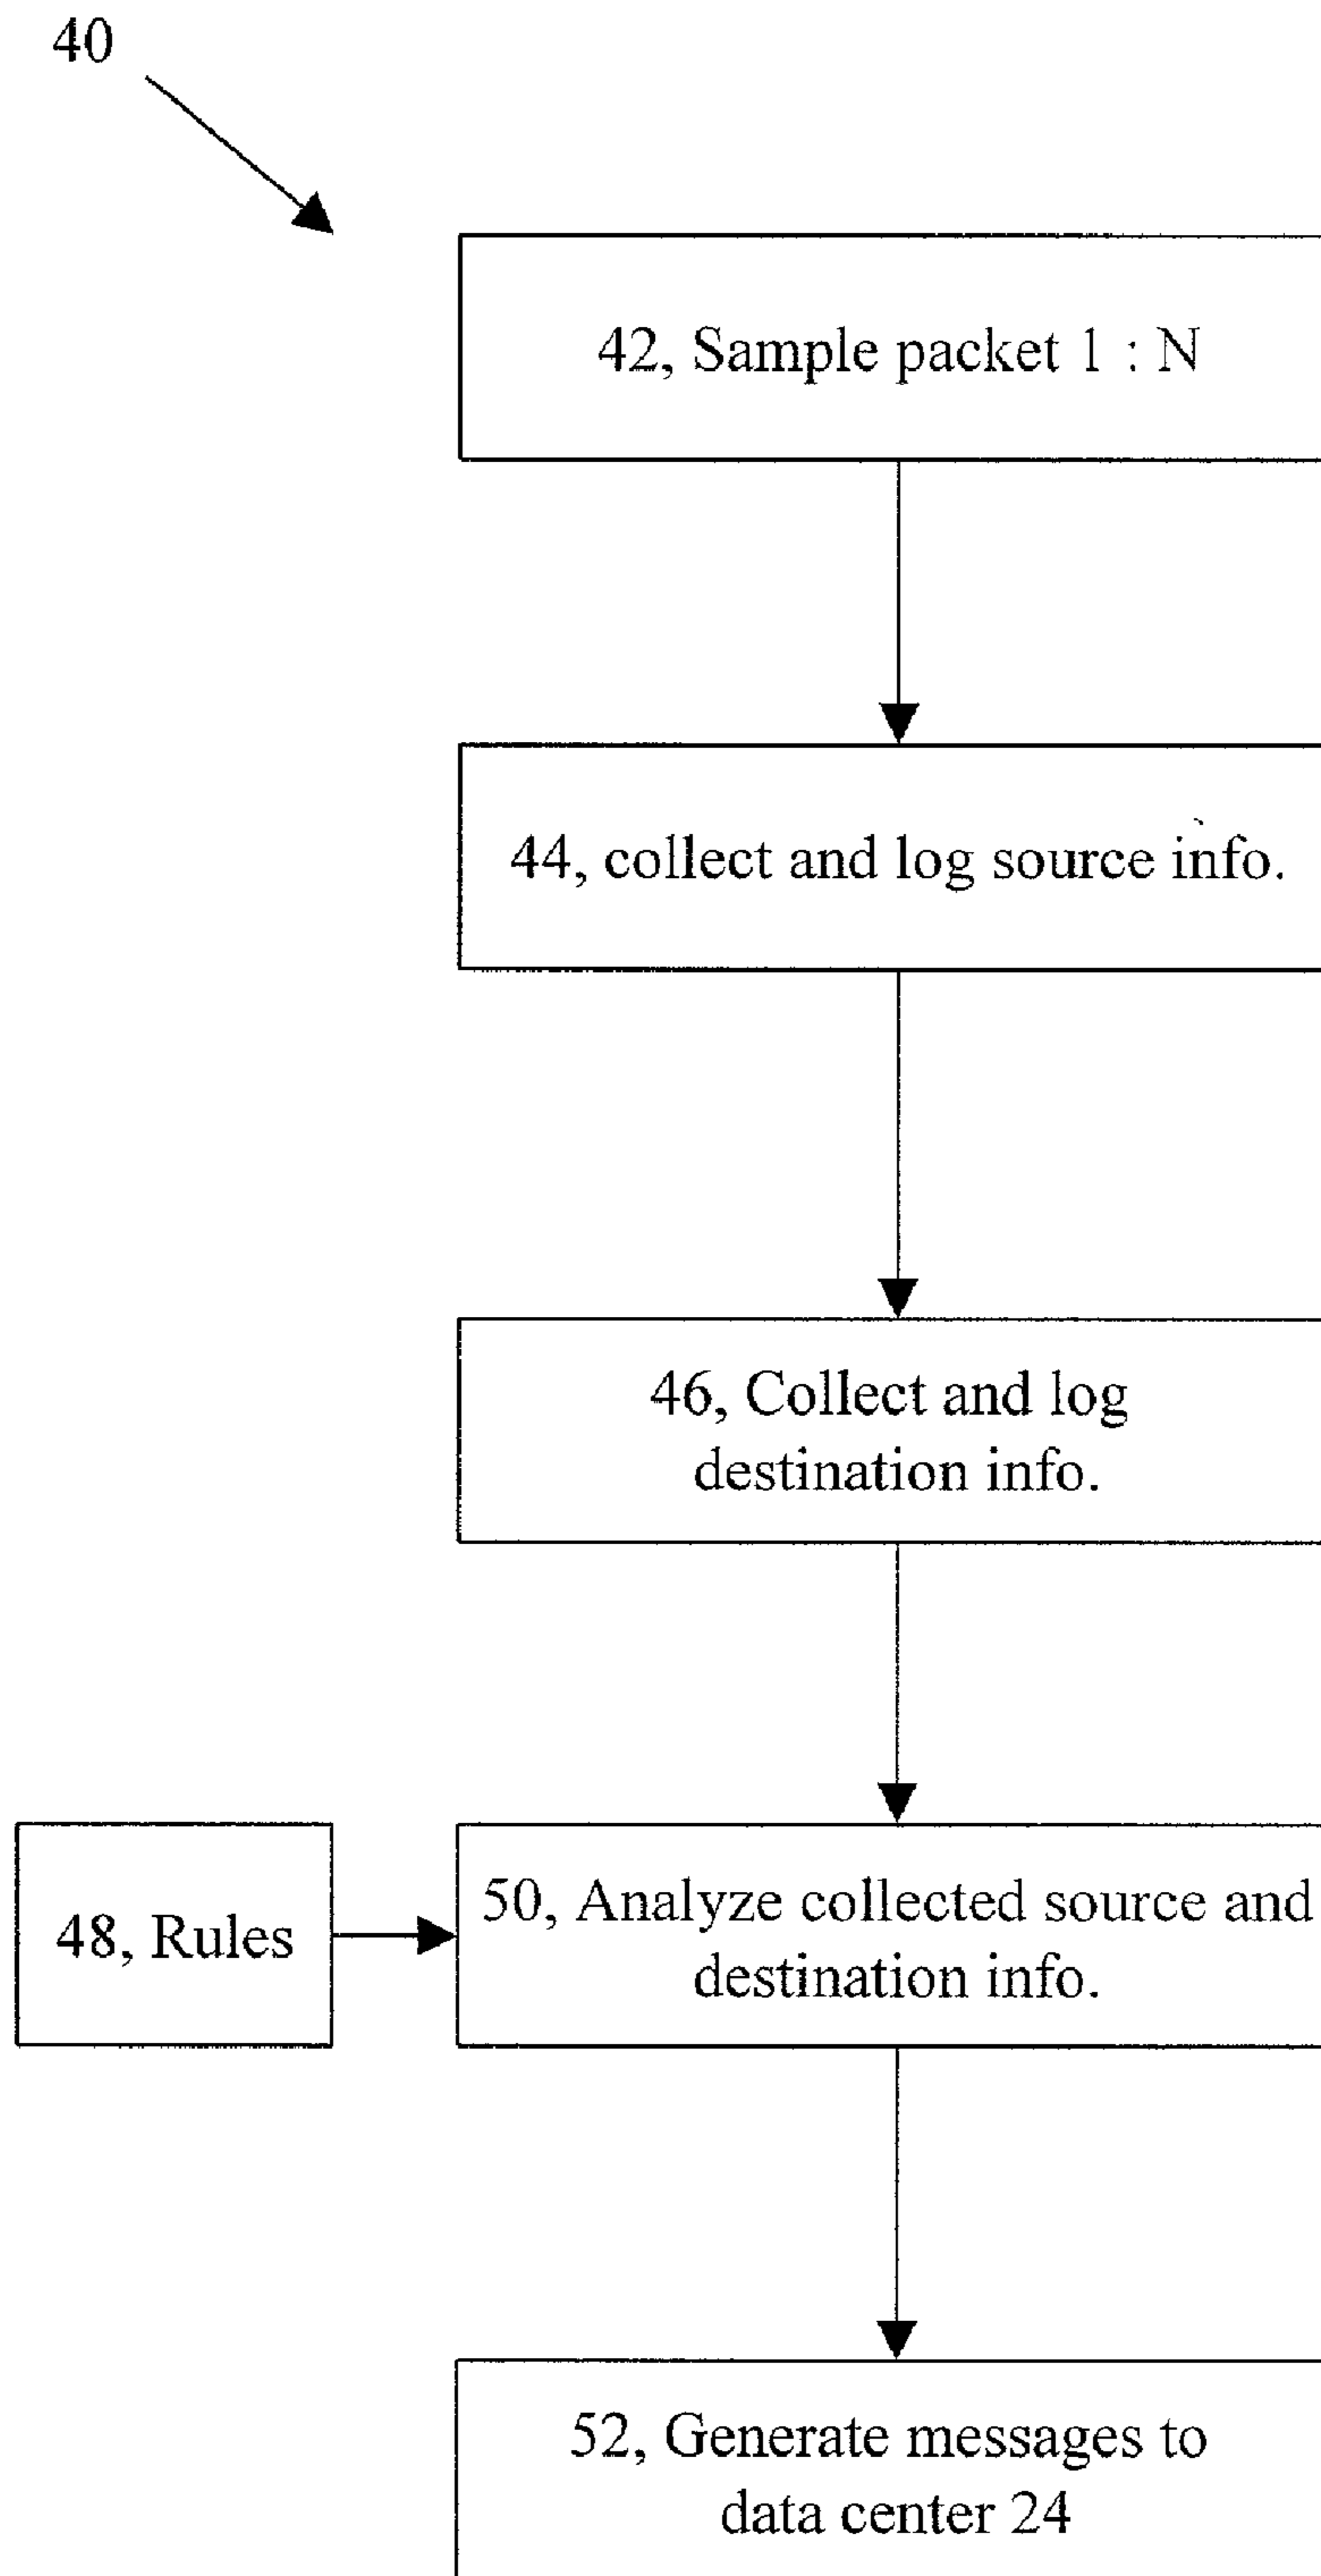 40
42, Sample packet 1 : N
44, collect and log source info.
46, Collect and log
destination info.
48, Rules
50, Analyze collected source and
destination info.
52, Generate messages to
data center 24